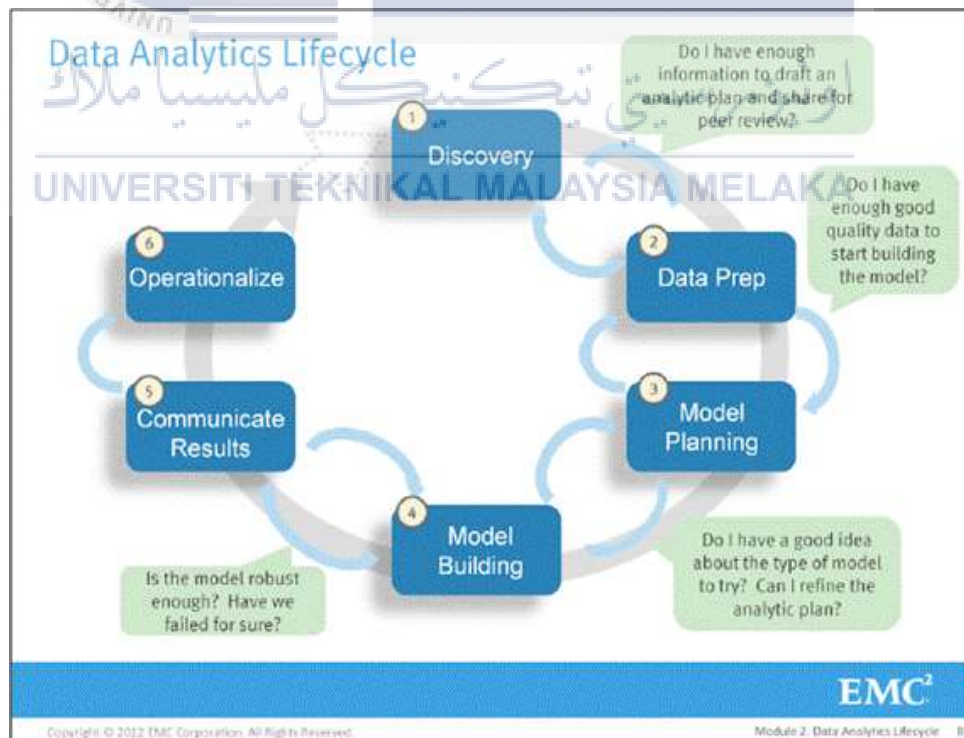 Data Analytics Lifecycle
Do I have enough
information to draft an
analytic plan and share for
peer review?
اونيۏرسيتي تيكنيكل مليسيا ملاك
UNIVERSITI TEKNIKAL MALAYSIA MELAKA
1
Discovery
Do I have
enough good
quality data to
start building
the model?
6
Operationalize
2
Data Prep
5
Communicate
Results
3
Model
Planning
4
Model
Building
Is the model robust
enough? Have we
failed for sure?
Do I have a good idea
about the type of model
to try? Can I refine the
analytic plan?
EMC²
Copyright © 2012 EMC Corporation. All Rights Reserved.
Module 2: Data Analytics Lifecycle